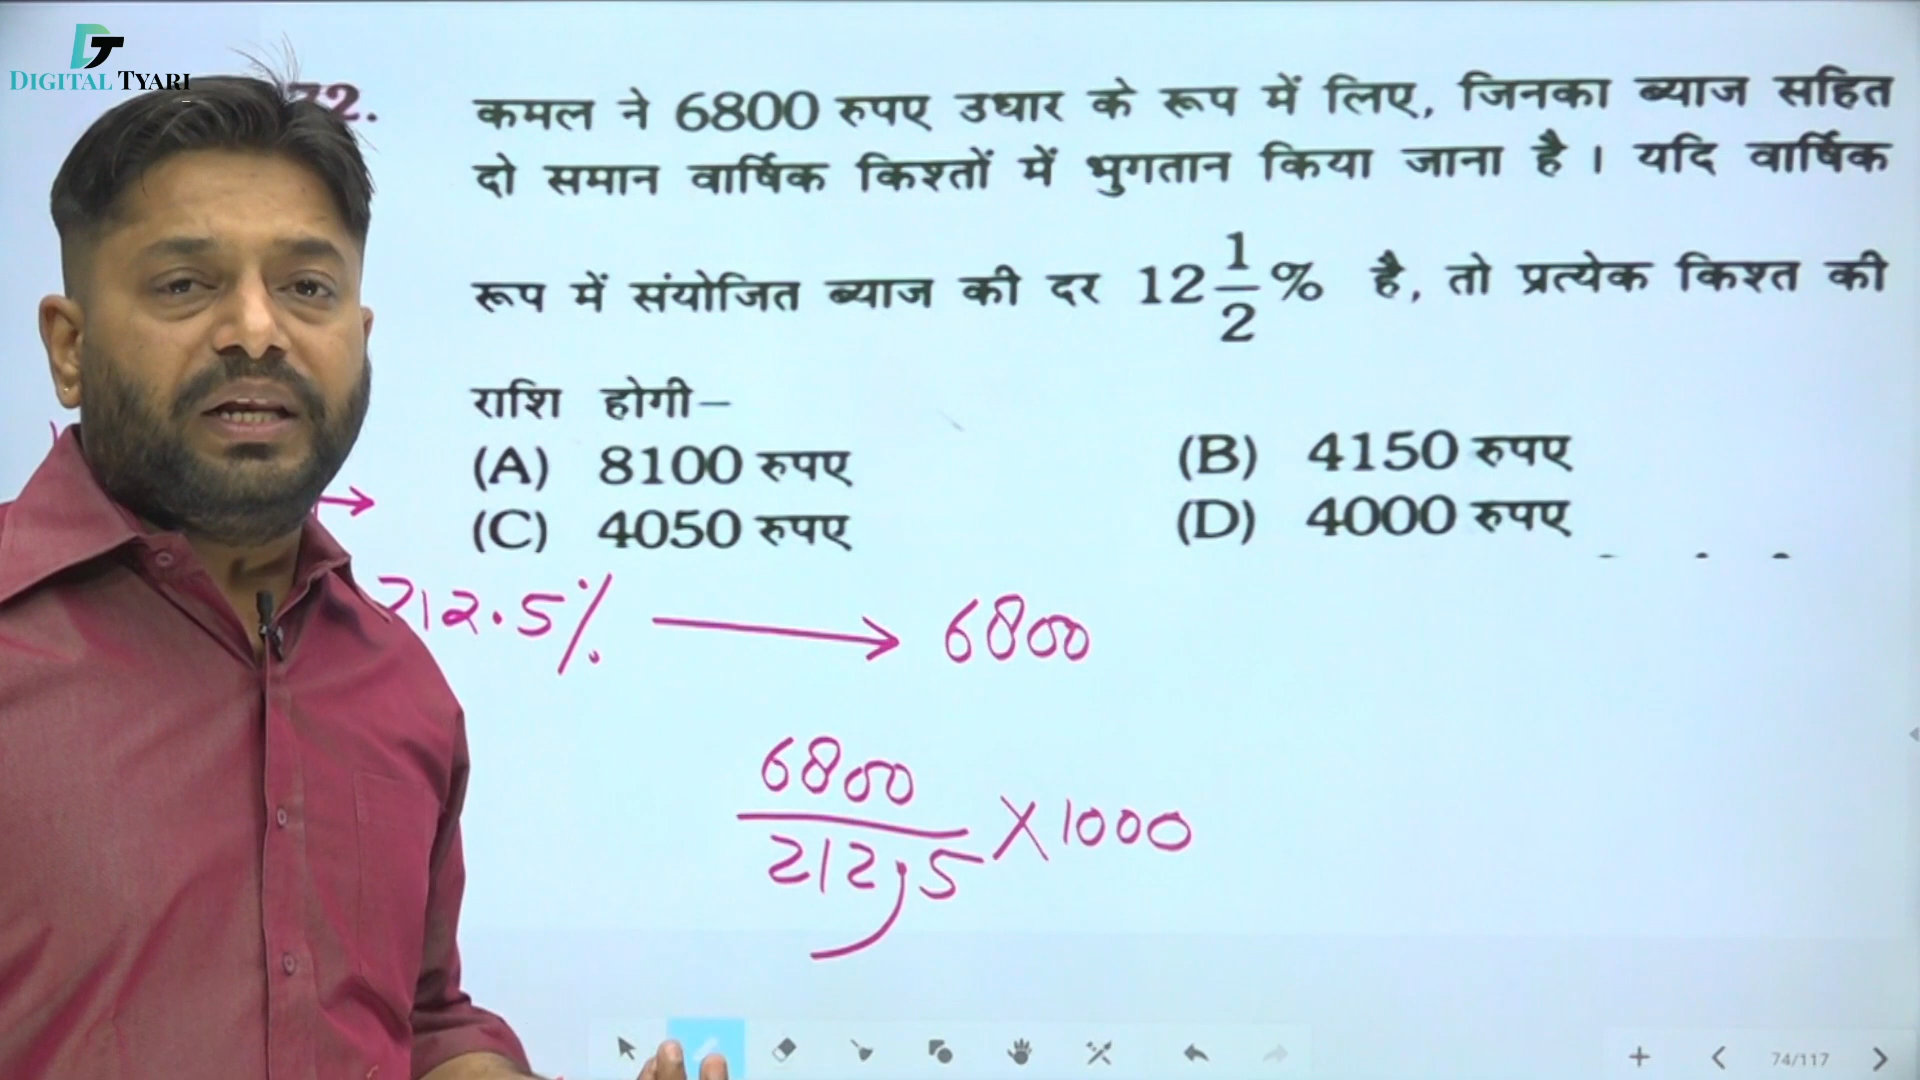 DIGITAL TYARI
72.
कमल ने 6800 रुपए उधार के रूप में लिए, जिनका ब्याज सहित
दो समान वार्षिक किश्तों में भुगतान किया जाना है । यदि वार्षिक
रूप में संयोजित ब्याज की दर 12 1/2 % है, तो प्रत्येक किश्त की
राशि होगी–
(A) 8100 रुपए (B) 4150 रुपए
(C) 4050 रुपए (D) 4000 रुपए
212.5% → 6800
6800
212.5 × 1000
74/117